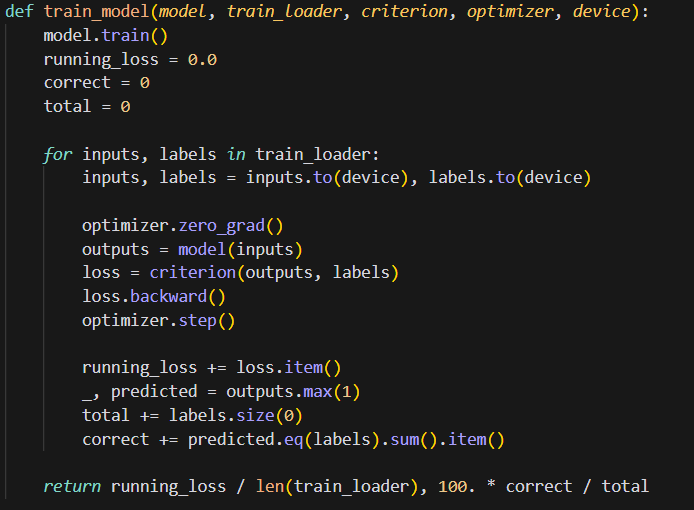 def train_model(model, train_loader, criterion, optimizer, device):
    model.train()
    running_loss = 0.0
    correct = 0
    total = 0

    for inputs, labels in train_loader:
        inputs, labels = inputs.to(device), labels.to(device)

        optimizer.zero_grad()
        outputs = model(inputs)
        loss = criterion(outputs, labels)
        loss.backward()
        optimizer.step()

        running_loss += loss.item()
        _, predicted = outputs.max(1)
        total += labels.size(0)
        correct += predicted.eq(labels).sum().item()

    return running_loss / len(train_loader), 100. * correct / total